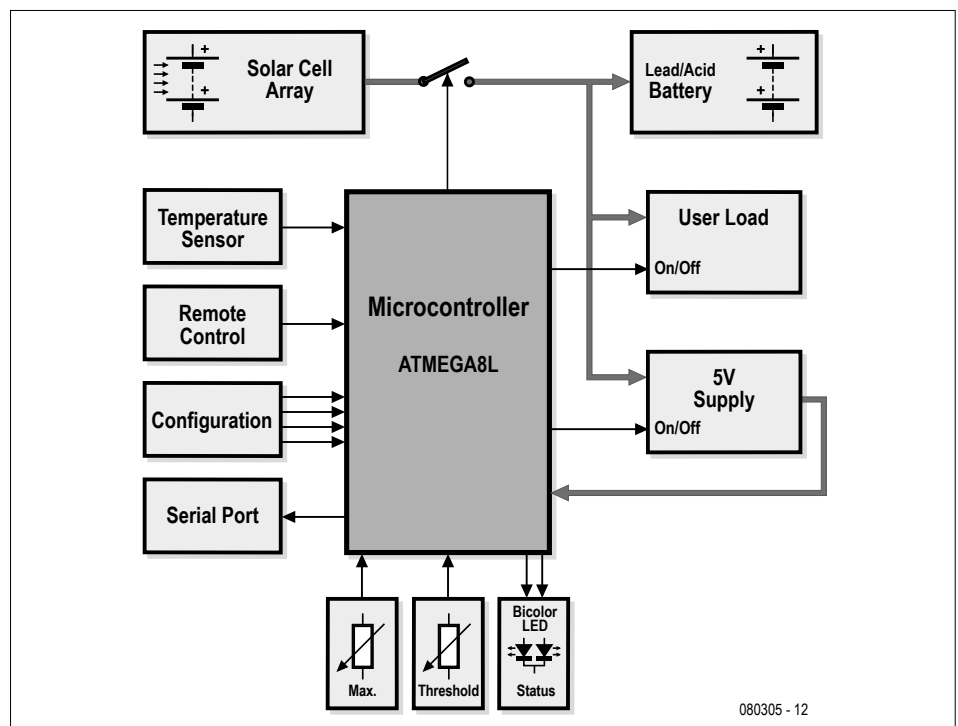 Solar Cell
Array
+
+
Lead/Acid
Battery
+
+
Temperature
Sensor
Remote
Control
Configuration
Serial Port
Microcontroller
ATMEGA8L
User Load
On/Off
5V
Supply
On/Off
Max.
Threshold
Bicolor
LED
Status
080305 - 12